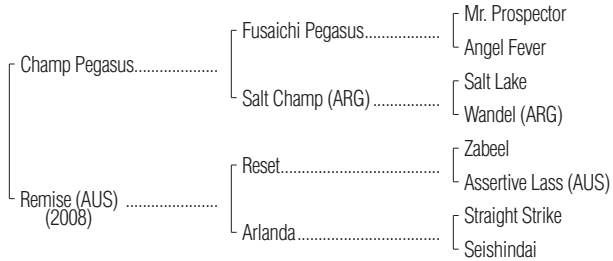 Mr. Prospector
Fusaichi Pegasus....................
Angel Fever
Champ Pegasus......................
Salt Lake
Salt Champ (ARG) .................
Wandel (ARG)
Zabeel
Reset..........................................
Assertive Lass (AUS)
Remise (AUS) ........................
(2008)
Straight Strike
Arlanda......................................
Seishindai